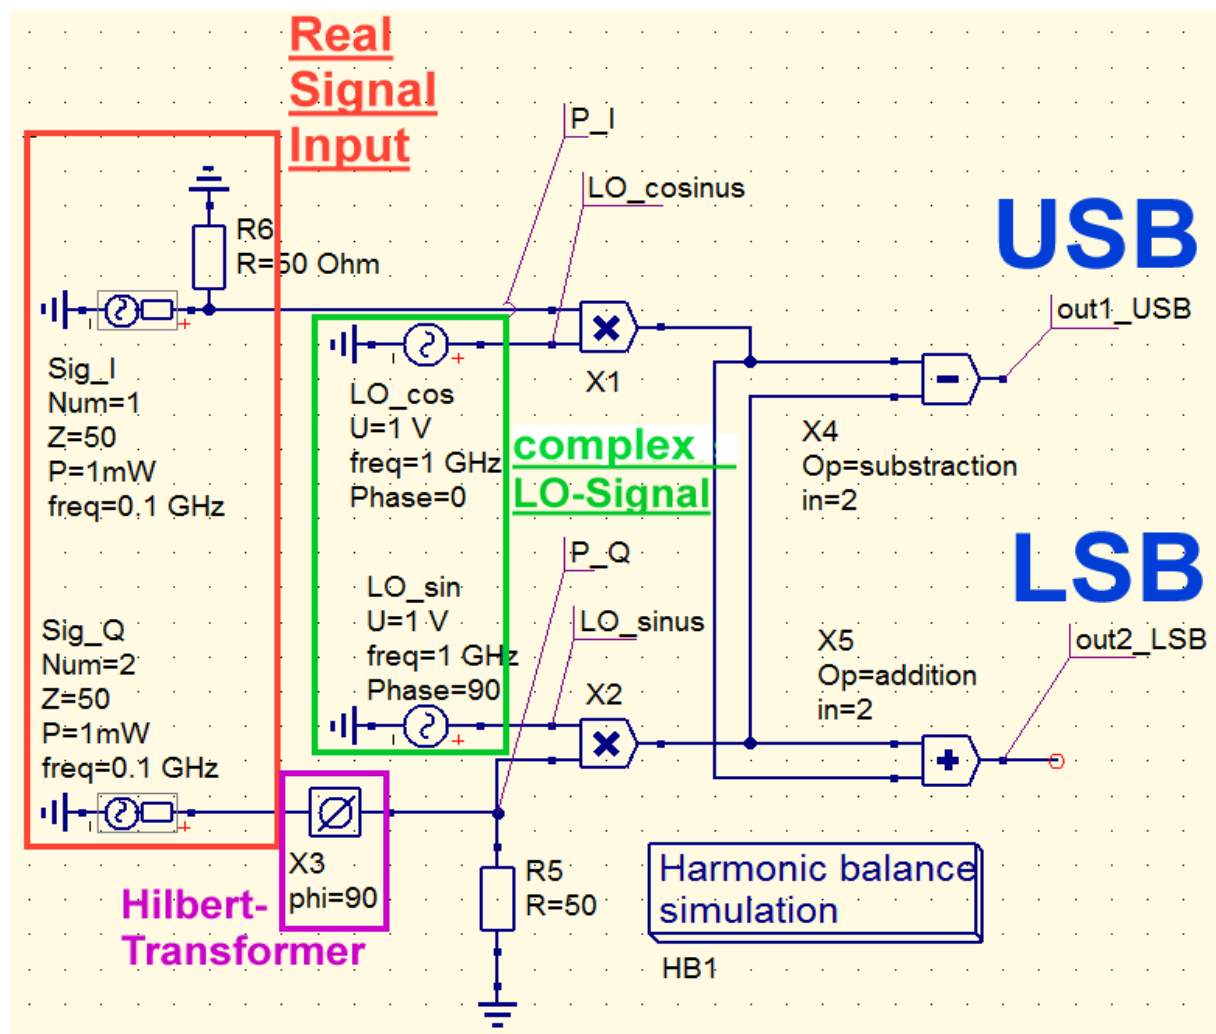 Real
Signal
Input
P_I
LO_cosinus
R6
R=50 Ohm
USB
out1_USB
Sig_I
Num=1
Z=50
P=1mW
freq=0.1 GHz
LO_cos
U=1 V
freq=1 GHz
Phase=0
X1
complex
LO-Signal
X4
Op=substraction
in=2
P_Q
LSB
LO_sin
U=1 V
freq=1 GHz
Phase=90
LO_sinus
Sig_Q
Num=2
Z=50
P=1mW
freq=0.1 GHz
X2
X5
Op=addition
in=2
out2_LSB
X3
phi=90
Hilbert-
Transformer
R5
R=50
Harmonic balance
simulation
HB1